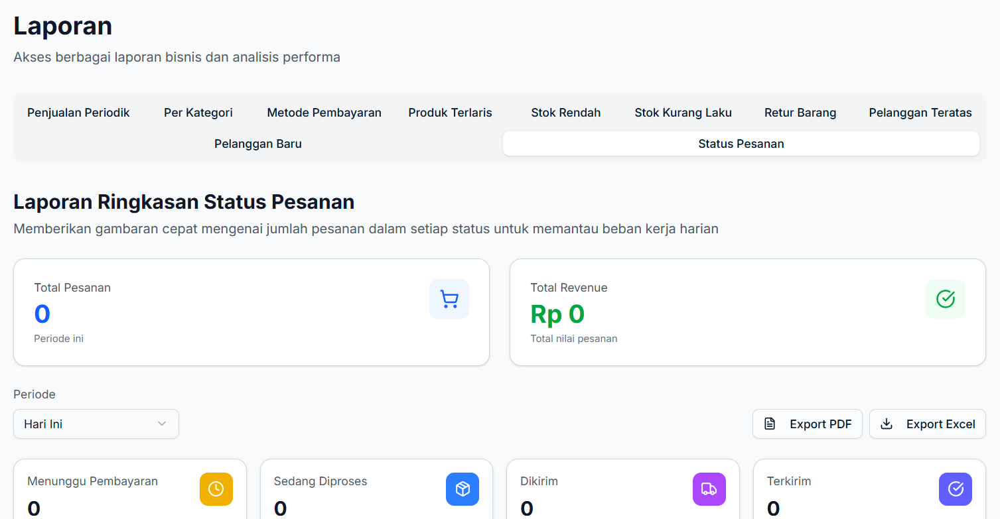 Laporan
Akses berbagai laporan bisnis dan analisis performa
Penjualan Periodik Per Kategori Metode Pembayaran Produk Terlaris Stok Rendah Stok Kurang Laku Retur Barang Pelanggan Teratas
Pelanggan Baru Status Pesanan
Laporan Ringkasan Status Pesanan
Memberikan gambaran cepat mengenai jumlah pesanan dalam setiap status untuk memantau beban kerja harian
Total Pesanan
0
Periode ini
Total Revenue
Rp 0
Total nilai pesanan
Periode
Hari Ini
Export PDF
Export Excel
Menunggu Pembayaran
0
Sedang Diproses
0
Dikirim
0
Terkirim
0